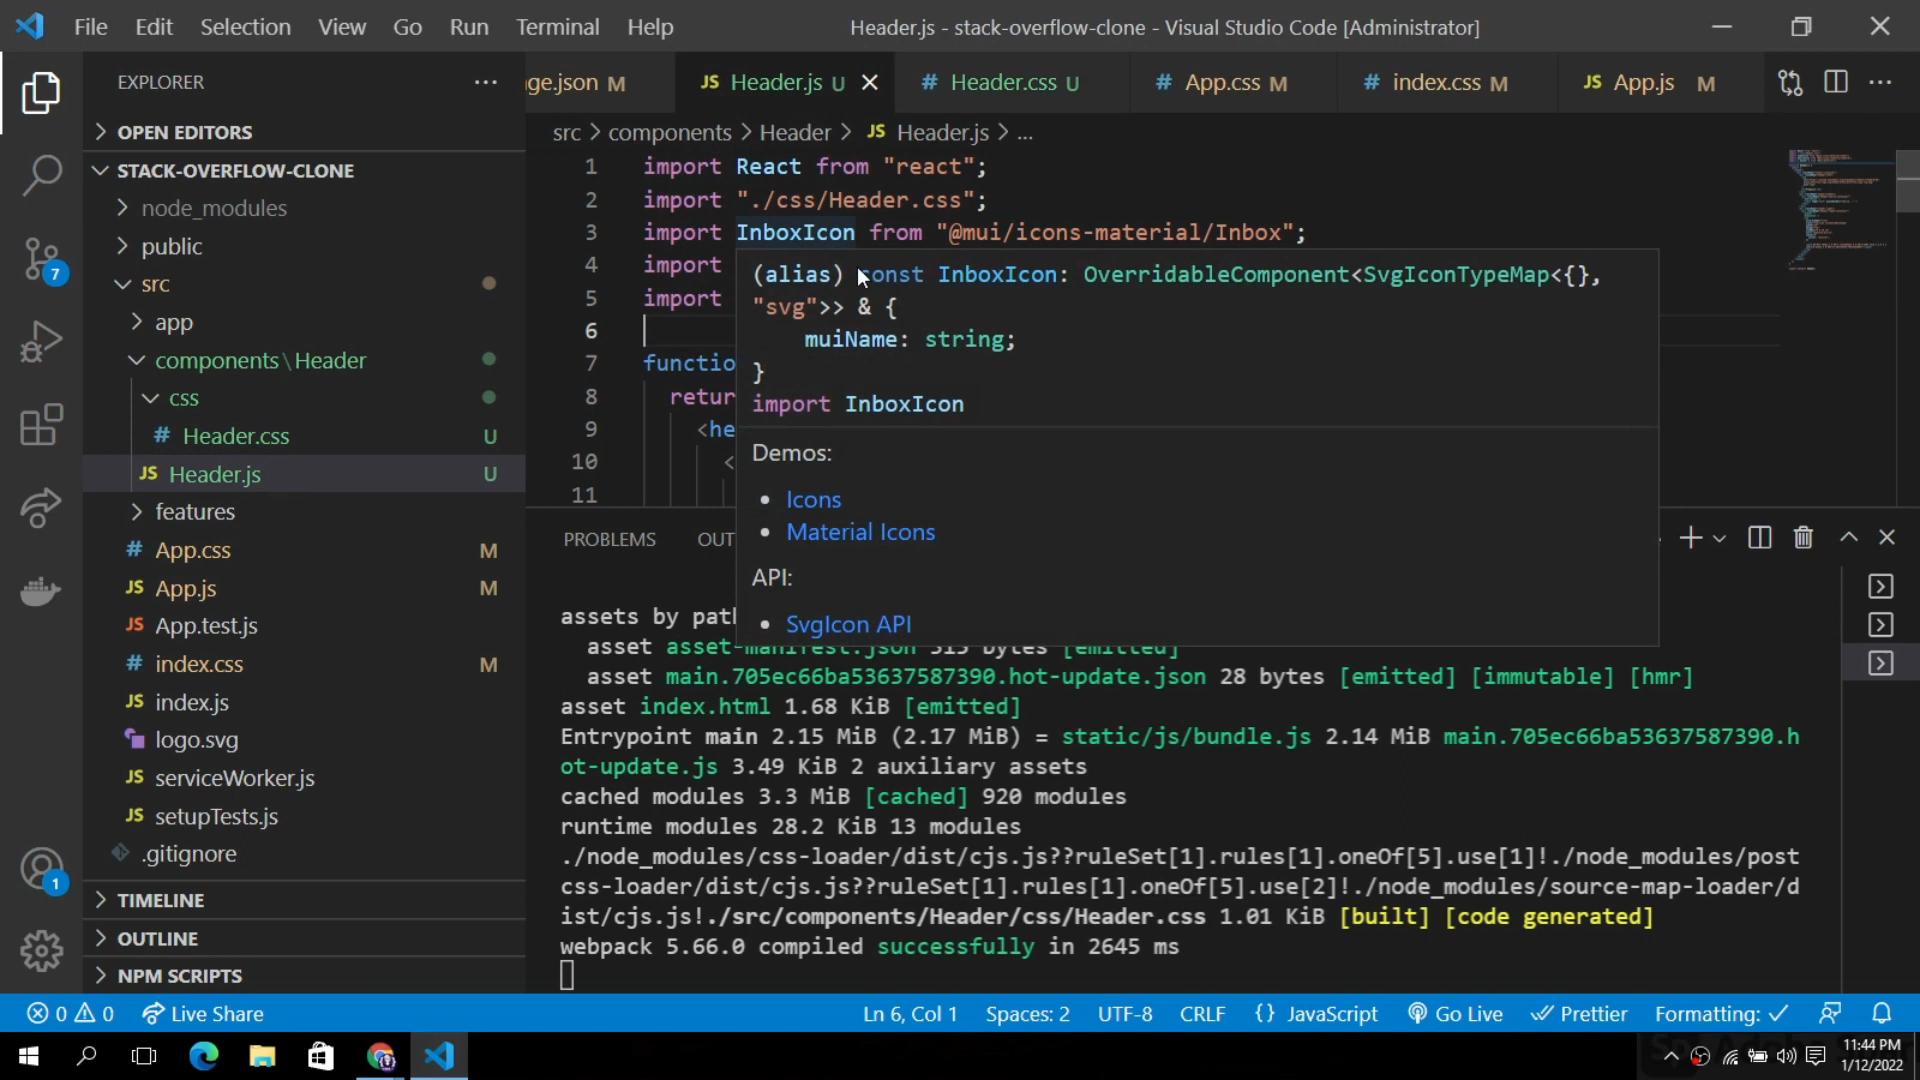 File Edit Selection View Go Run Terminal Help
Header.js - stack-overflow-clone - Visual Studio Code [Administrator]
EXPLORER
OPEN EDITORS
STACK-OVERFLOW-CLONE
node_modules
public
src
app
components\Header
css
# Header.css U
JS Header.js U
features
# App.css M
JS App.js M
JS App.test.js
# index.css M
JS index.js
logo.svg
JS serviceWorker.js
JS setupTests.js
.gitignore
TIMELINE
OUTLINE
NPM SCRIPTS
7
1
ge.json M JS Header.js U # Header.css U # App.css M # index.css M JS App.js M
src > components > Header > JS Header.js > ...
1 import React from "react";
2 import "./css/Header.css";
3 import InboxIcon from "@mui/icons-material/Inbox";
4 import
5 import
6
7 functio
8 retur
9 <he
10 <
11
(alias) const InboxIcon: OverridableComponent<SvgIconTypeMap<{},
"svg">> & {
muiName: string;
}
import InboxIcon
Demos:
• Icons
• Material Icons
API:
• SvgIcon API
PROBLEMS OUT
assets by pat
asset asset-manifest.json 315 bytes [emitted]
asset main.705ec66ba53637587390.hot-update.json 28 bytes [emitted] [immutable] [hmr]
asset index.html 1.68 KiB [emitted]
Entrypoint main 2.15 MiB (2.17 MiB) = static/js/bundle.js 2.14 MiB main.705ec66ba53637587390.h
ot-update.js 3.49 KiB 2 auxiliary assets
cached modules 3.3 MiB [cached] 920 modules
runtime modules 28.2 KiB 13 modules
./node_modules/css-loader/dist/cjs.js??ruleSet[1].rules[1].oneOf[5].use[1]!./node_modules/post
css-loader/dist/cjs.js??ruleSet[1].rules[1].oneOf[5].use[2]!./node_modules/source-map-loader/d
ist/cjs.js!./src/components/Header/css/Header.css 1.01 KiB [built] [code generated]
webpack 5.66.0 compiled successfully in 2645 ms
0 0 Live Share Ln 6, Col 1 Spaces: 2 UTF-8 CRLF {} JavaScript Go Live Prettier Formatting: ✓
11:44 PM
1/12/2022